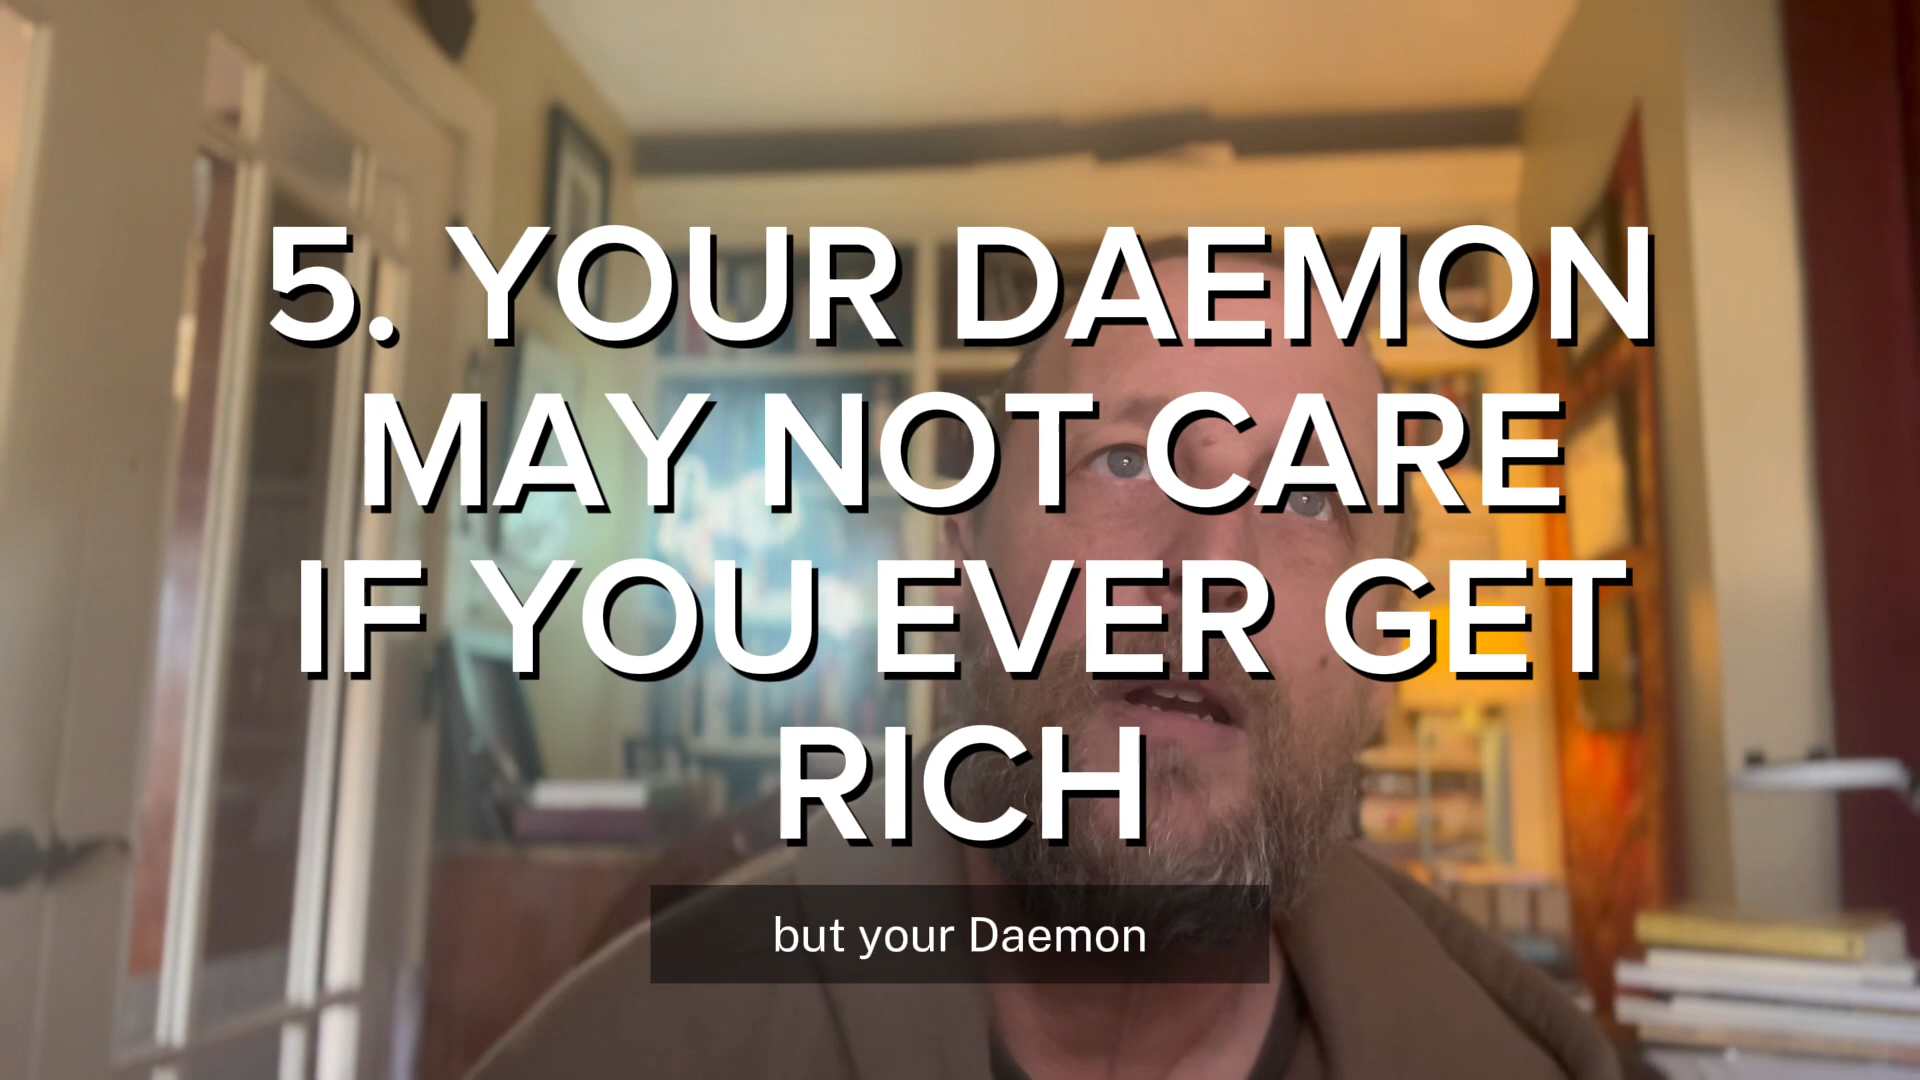 5. YOUR DAEMON
MAY NOT CARE
IF YOU EVER GET
RICH
but your Daemon